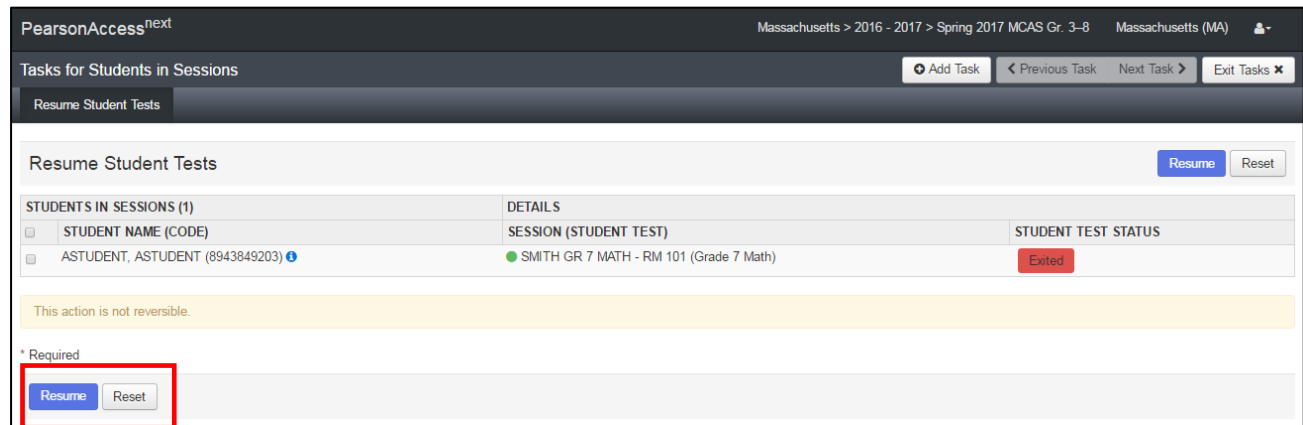 PearsonAccessnext Massachusetts > 2016 - 2017 > Spring 2017 MCAS Gr. 3–8 Massachusetts (MA)
Tasks for Students in Sessions Add Task Previous Task Next Task Exit Tasks
Resume Student Tests
Resume Student Tests Resume Reset
STUDENTS IN SESSIONS (1) DETAILS
STUDENT NAME (CODE) SESSION (STUDENT TEST) STUDENT TEST STATUS
ASTUDENT, ASTUDENT (8943849203) SMITH GR 7 MATH - RM 101 (Grade 7 Math) Exited
This action is not reversible.
* Required
Resume Reset